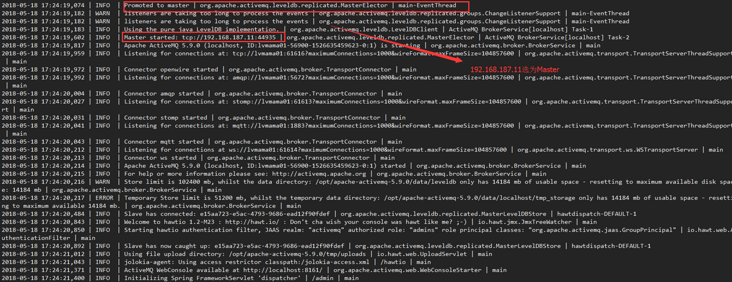 2018-05-18 17:24:19,074 | INFO  | Promoted to master | org.apache.activemq.leveldb.replicated.MasterElector | main-EventThread
2018-05-18 17:24:19,182 | WARN  | listeners are taking too long to process the events | org.apache.activemq.leveldb.replicated.groups.ChangeListenerSupport | main-EventThread
2018-05-18 17:24:19,182 | WARN  | listeners are taking too long to process the events | org.apache.activemq.leveldb.replicated.groups.ChangeListenerSupport | main-EventThread
2018-05-18 17:24:19,183 | INFO  | Using the pure java LevelDB implementation. | org.apache.activemq.leveldb.LevelDBClient | ActiveMQ BrokerService[localhost] Task-1
2018-05-18 17:24:19,602 | INFO  | Master started: tcp://192.168.187.11:44935 | org.apache.activemq.leveldb.replicated.MasterElector | ActiveMQ BrokerService[localhost] Task-2
2018-05-18 17:24:19,817 | INFO  | Apache ActiveMQ 5.9.0 (localhost, ID:lvmama01-56900-1526635459623-0:1) is starting | org.apache.activemq.broker.BrokerService | main
2018-05-18 17:24:19,959 | INFO  | Listening for connections at: tcp://lvmama01:61616?maximumConnections=1000&wireFormat.maxFrameSize=104857600 | org.apache.activemq.transport.TransportServerThreadSupport
| main
192.168.187.11选为Master
2018-05-18 17:24:19,972 | INFO  | Connector openwire started | org.apache.activemq.broker.TransportConnector | main
2018-05-18 17:24:19,994 | INFO  | Listening for connections at: amqp://lvmama01:5672?maximumConnections=1000&wireFormat.maxFrameSize=104857600 | org.apache.activemq.transport.TransportServerThreadSupport
| main
2018-05-18 17:24:20,004 | INFO  | Connector amqp started | org.apache.activemq.broker.TransportConnector | main
2018-05-18 17:24:20,027 | INFO  | Listening for connections at: stomp://lvmama01:61613?maximumConnections=1000&wireFormat.maxFrameSize=104857600 | org.apache.activemq.transport.TransportServerThreadSuppo
rt | main
2018-05-18 17:24:20,031 | INFO  | Connector stomp started | org.apache.activemq.broker.TransportConnector | main
2018-05-18 17:24:20,041 | INFO  | Listening for connections at: mqtt://lvmama01:1883?maximumConnections=1000&wireFormat.maxFrameSize=104857600 | org.apache.activemq.transport.TransportServerThreadSupport
| main
2018-05-18 17:24:20,043 | INFO  | Connector mqtt started | org.apache.activemq.broker.TransportConnector | main
2018-05-18 17:24:20,212 | INFO  | Listening for connections at ws://lvmama01:61614?maximumConnections=1000&wireFormat.maxFrameSize=104857600 | org.apache.activemq.transport.ws.WSTransportServer | main
2018-05-18 17:24:20,213 | INFO  | Connector ws started | org.apache.activemq.broker.TransportConnector | main
2018-05-18 17:24:20,214 | INFO  | Apache ActiveMQ 5.9.0 (localhost, ID:lvmama01-56900-1526635459623-0:1) started | org.apache.activemq.broker.BrokerService | main
2018-05-18 17:24:20,215 | INFO  | For help or more information please see: http://activemq.apache.org | org.apache.activemq.broker.BrokerService | main
2018-05-18 17:24:20,216 | WARN  | Store limit is 102400 mb, whilst the data directory: /opt/apache-activemq-5.9.0/data/leveldb only has 14184 mb of usable space - resetting to maximum available disk spac
e: 14184 mb | org.apache.activemq.broker.BrokerService | main
2018-05-18 17:24:20,217 | ERROR | Temporary Store limit is 51200 mb, whilst the temporary data directory: /opt/apache-activemq-5.9.0/data/localhost/tmp_storage only has 14184 mb of usable space - resetti
ng to maximum available 14184 mb. | org.apache.activemq.broker.BrokerService | main
2018-05-18 17:24:20,484 | INFO  | Slave has connected: e15aa723-e5ac-4793-9686-ead12f90fdef | org.apache.activemq.leveldb.replicated.MasterLevelDBStore | hawtdispatch-DEFAULT-1
2018-05-18 17:24:20,843 | INFO  | Welcome to hawtio 1.2-M23 : http://hawt.io/ : Don't cha wish your console was hawt like me? ;-) | io.hawt.jmx.JmxTreeWatcher | main
2018-05-18 17:24:20,850 | INFO  | Starting hawtio authentication filter, JAAS realm: "activemq" authorized role: "admins" role principal classes: "org.apache.activemq.jaas.GroupPrincipal" | io.hawt.web.A
uthenticationFilter | main
2018-05-18 17:24:20,892 | INFO  | Slave has now caught up: e15aa723-e5ac-4793-9686-ead12f90fdef | org.apache.activemq.leveldb.replicated.MasterLevelDBStore | hawtdispatch-DEFAULT-1
2018-05-18 17:24:21,012 | INFO  | Using file upload directory: /opt/apache-activemq-5.9.0/tmp/uploads | io.hawt.web.UploadServlet | main
2018-05-18 17:24:21,043 | INFO  | jolokia-agent: Using access restrictor classpath:/jolokia-access.xml | /hawtio | main
2018-05-18 17:24:21,371 | INFO  | ActiveMQ WebConsole available at http://localhost:8161/ | org.apache.activemq.web.WebConsoleStarter | main
2018-05-18 17:24:21,400 | INFO  | Initializing Spring FrameworkServlet 'dispatcher' | /admin | main